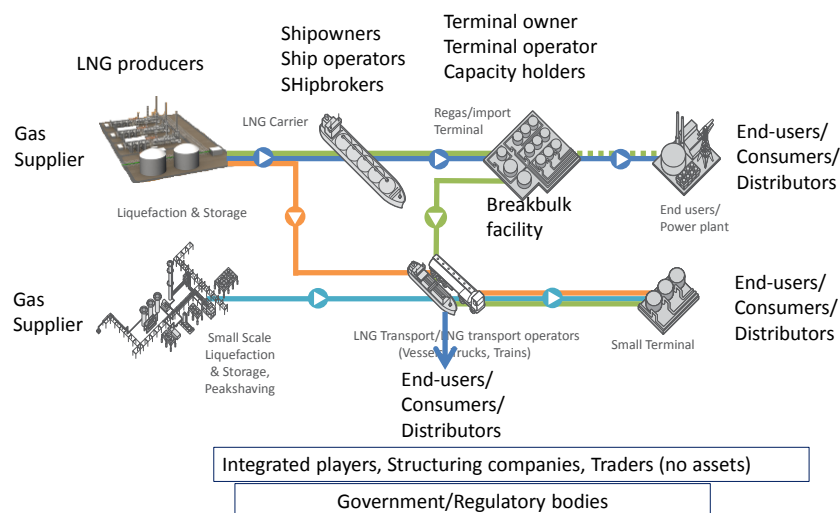 Shipowners
Ship operators
SHipbrokers
Terminal owner
Terminal operator
Capacity holders
LNG producers
LNG Carrier
Regas/import
Terminal
Gas
Supplier
End-users/
Consumers/
Distributors
Liquefaction & Storage
Breakbulk
facility
End users/
Power plant
Gas
Supplier
End-users/
Consumers/
Distributors
Small Scale
Liquefaction
& Storage,
Peakshaving
LNG Transport/LNG transport operators
(Vessels, Trucks, Trains)
Small Terminal
End-users/
Consumers/
Distributors
Integrated players, Structuring companies, Traders (no assets)
Government/Regulatory bodies